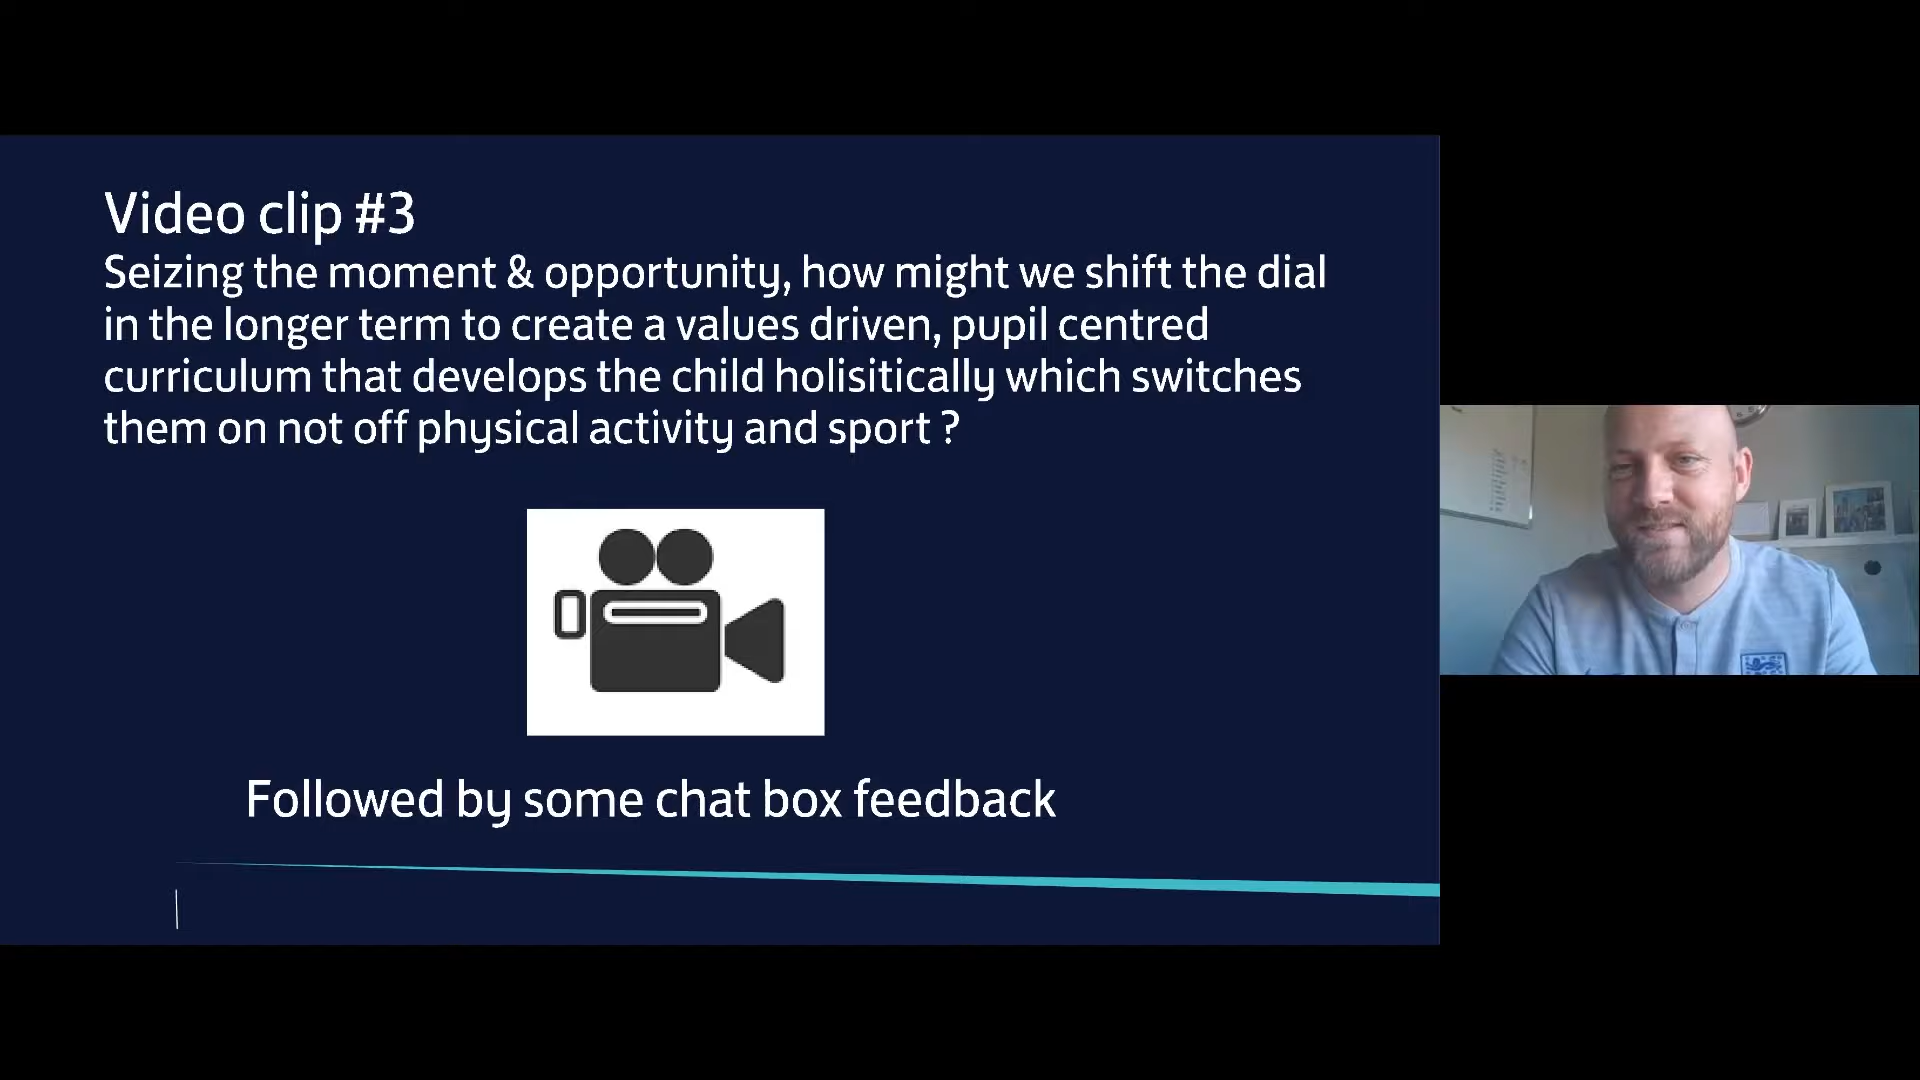 Video clip #3
Seizing the moment & opportunity, how might we shift the dial
in the longer term to create a values driven, pupil centred
curriculum that develops the child holisitically which switches
them on not off physical activity and sport ?
Followed by some chat box feedback